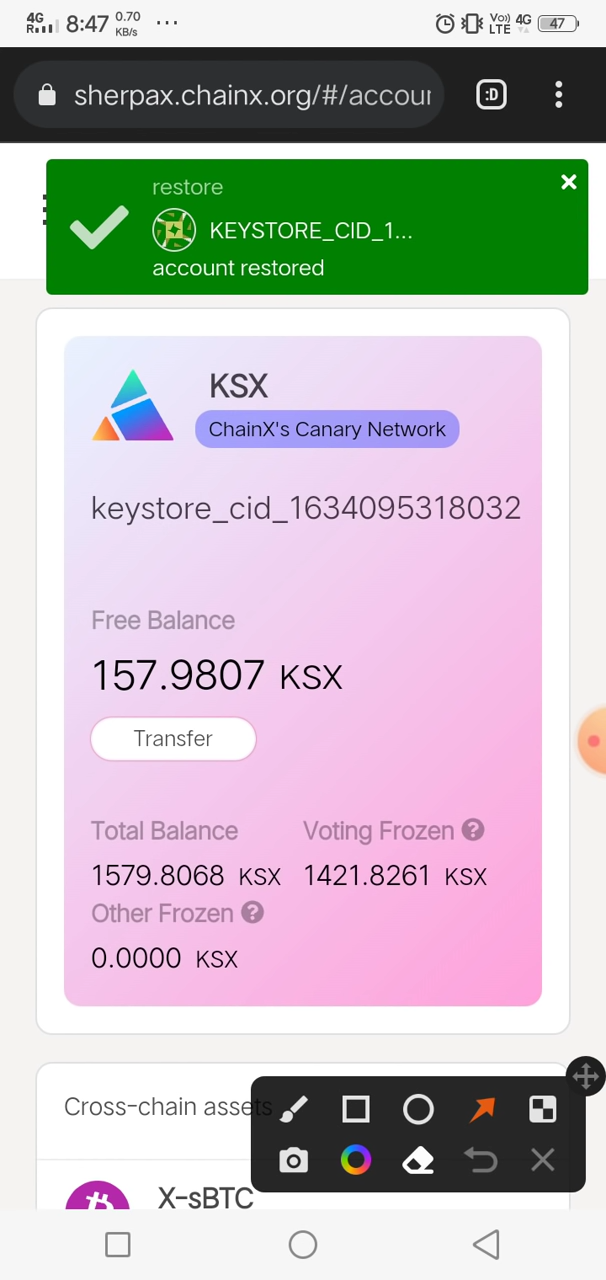 4G
R
8:47
0.70
KB/s
...
Vo))
LTE
4G
47
sherpax.chainx.org/#/accour
:D
restore
KEYSTORE_CID_1...
account restored
KSX
ChainX's Canary Network
keystore_cid_1634095318032
Free Balance
157.9807 KSX
Transfer
Total Balance Voting Frozen ?
1579.8068 KSX 1421.8261 KSX
Other Frozen ?
0.0000 KSX
Cross-chain assets
X-sBTC